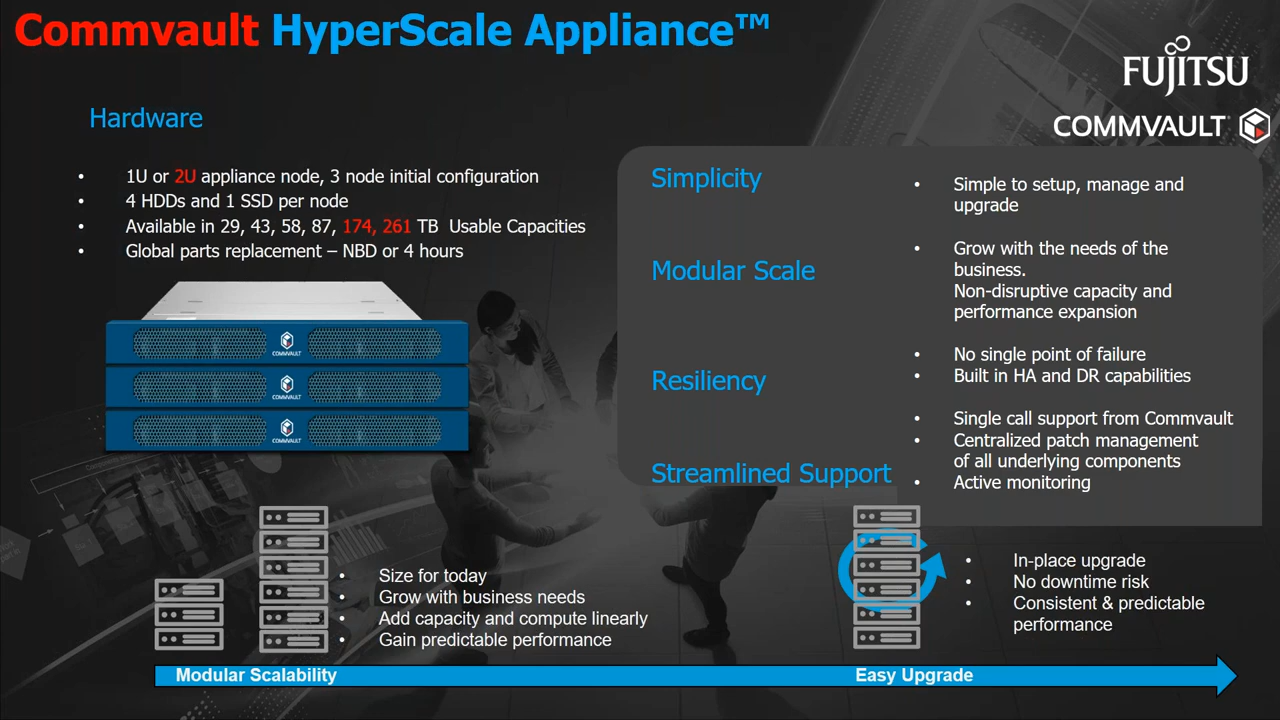 Commvault HyperScale Appliance™
FUJITSU
COMMVAULT
Hardware
• 1U or 2U appliance node, 3 node initial configuration
• 4 HDDs and 1 SSD per node
• Available in 29, 43, 58, 87, 174, 261 TB Usable Capacities
• Global parts replacement – NBD or 4 hours
COMMVAULT
COMMVAULT
COMMVAULT
Simplicity
• Simple to setup, manage and
upgrade
Modular Scale
• Grow with the needs of the
business.
Non-disruptive capacity and
performance expansion
Resiliency
• No single point of failure
• Built in HA and DR capabilities
Streamlined Support
• Single call support from Commvault
• Centralized patch management
of all underlying components
• Active monitoring
• Size for today
• Grow with business needs
• Add capacity and compute linearly
• Gain predictable performance
• In-place upgrade
• No downtime risk
• Consistent & predictable
performance
Modular Scalability
Easy Upgrade